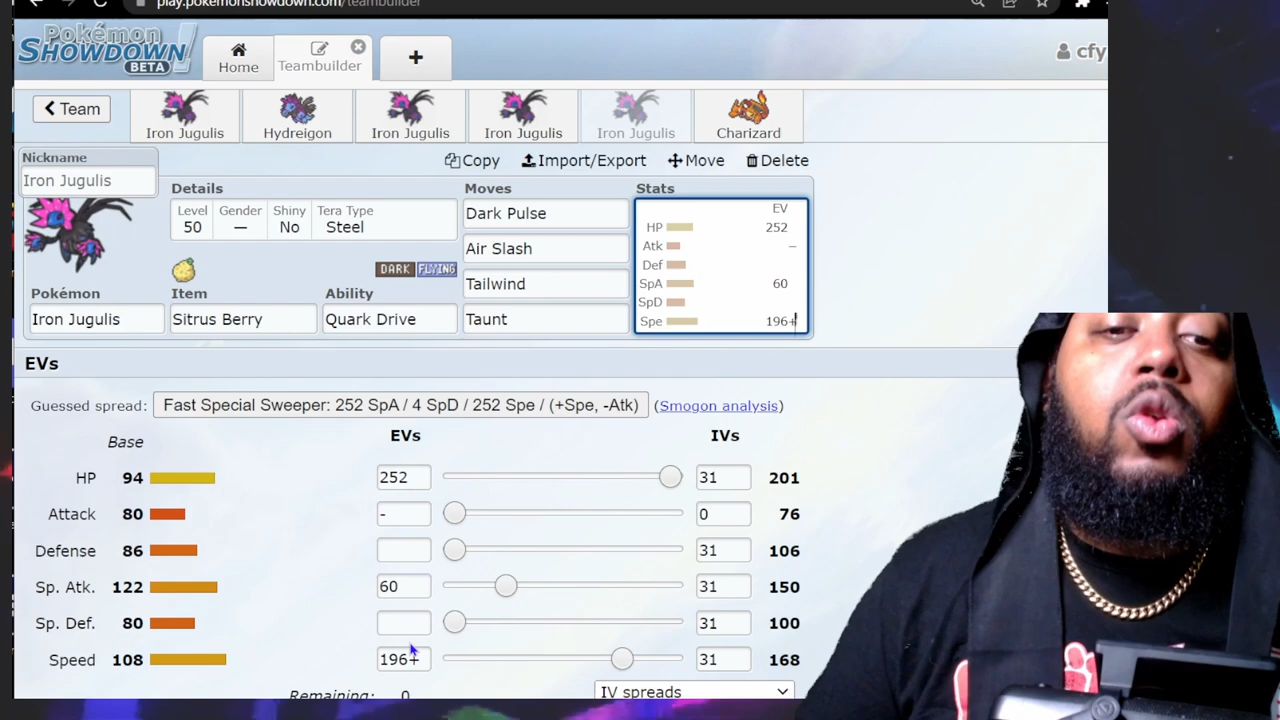 play.pokemonshowdown.com/teambuilder
Pokémon
SHOWDOWN!
BETA
Home
Teambuilder
+
cfy
Team
Iron Jugulis
Hydreigon
Iron Jugulis
Iron Jugulis
Iron Jugulis
Charizard
Copy
Import/Export
Move
Delete
Nickname
Iron Jugulis
Details
Level
50
Gender
—
Shiny
No
Tera Type
Steel
DARK FLYING
Pokémon
Iron Jugulis
Item
Sitrus Berry
Ability
Quark Drive
Moves
Dark Pulse
Air Slash
Tailwind
Taunt
Stats
EV
HP 252
Atk –
Def
SpA 60
SpD
Spe 196+
EVs
Guessed spread: Fast Special Sweeper: 252 SpA / 4 SpD / 252 Spe / (+Spe, -Atk) (Smogon analysis)
Base EVs IVs
HP 94 252 31 201
Attack 80 - 0 76
Defense 86 31 106
Sp. Atk. 122 60 31 150
Sp. Def. 80 31 100
Speed 108 196+ 31 168
Remaining: 0
IV spreads